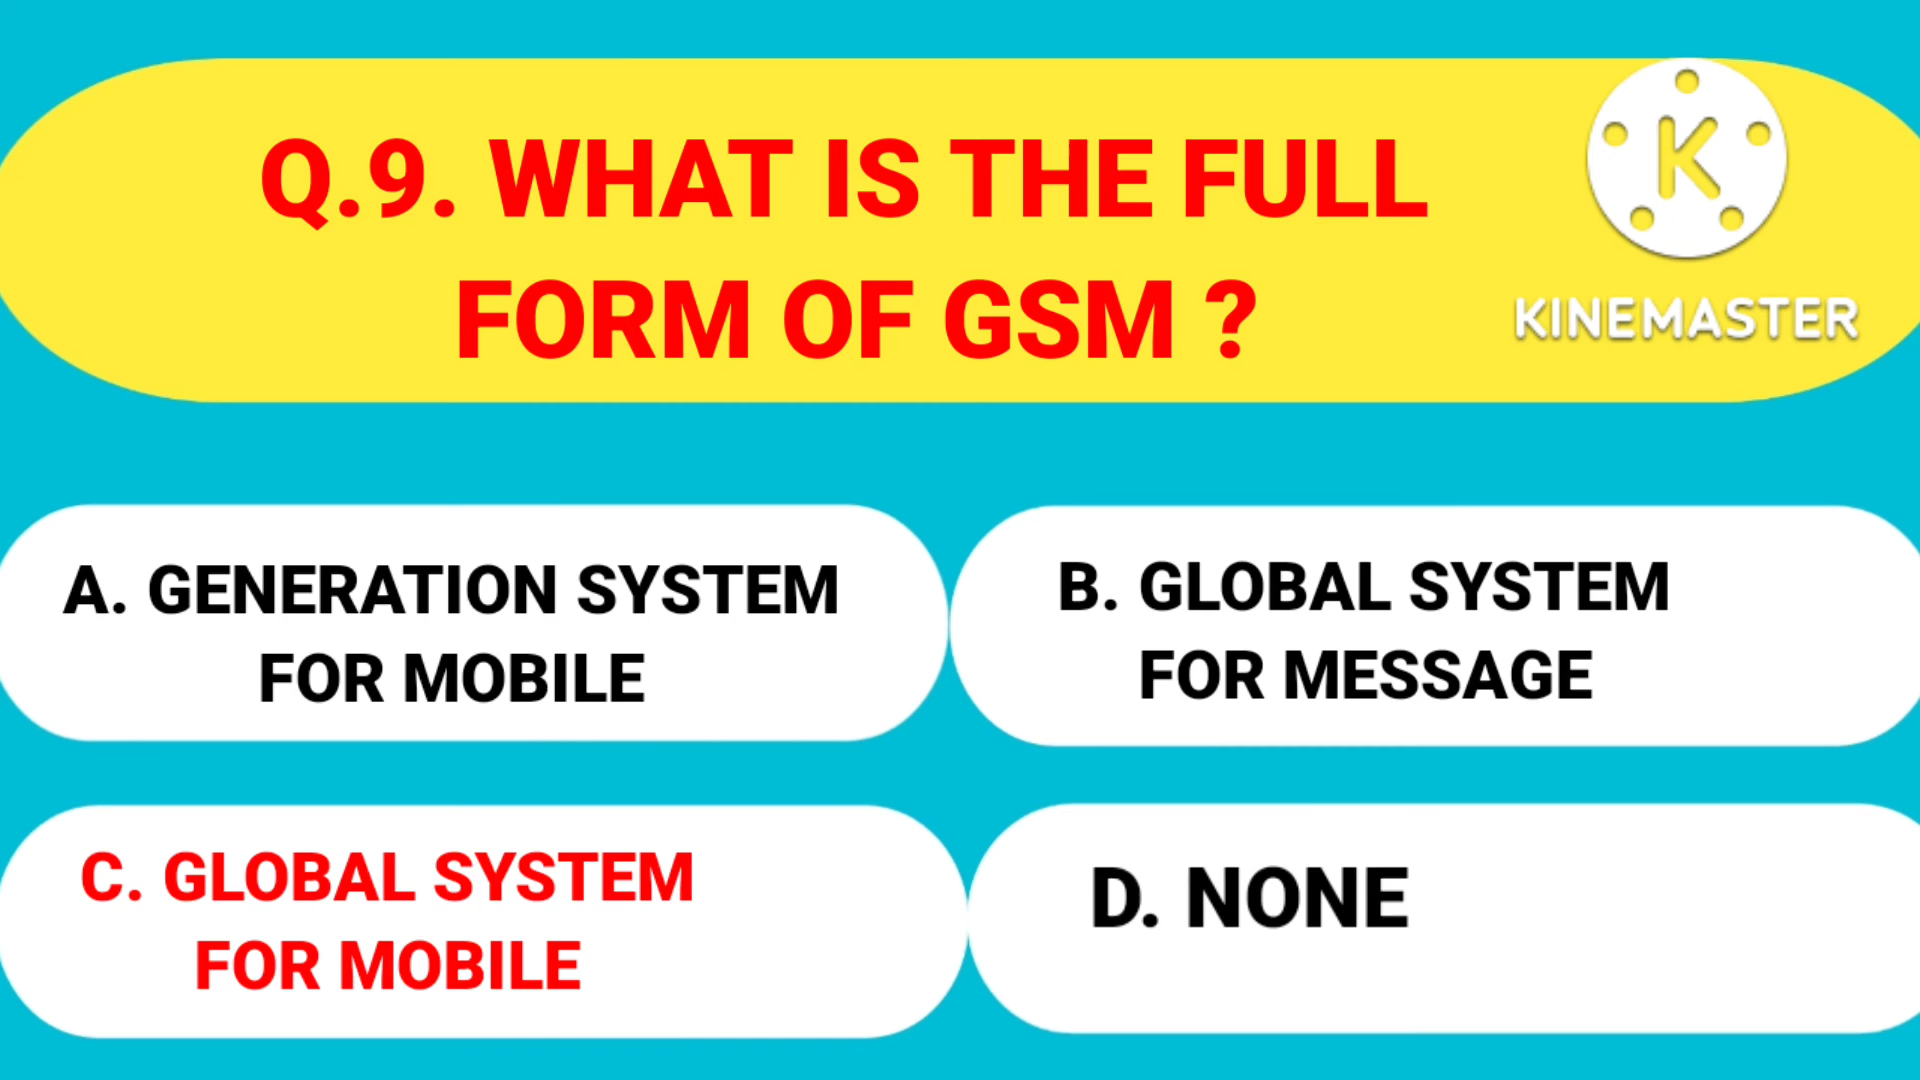 Q.9. WHAT IS THE FULL
FORM OF GSM ?
K
KINEMASTER
A. GENERATION SYSTEM
FOR MOBILE
B. GLOBAL SYSTEM
FOR MESSAGE
C. GLOBAL SYSTEM
FOR MOBILE
D. NONE